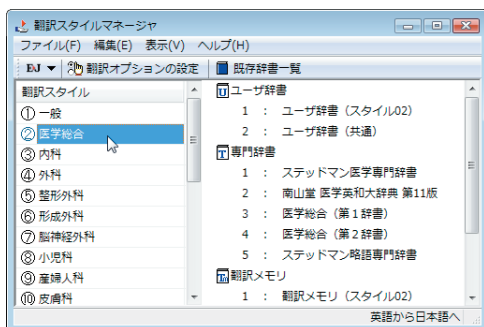 翻訳スタイルマネージャ
ファイル(F) 編集(E) 表示(V) ヘルプ(H)
EJ ▼ 翻訳オプションの設定 既存辞書一覧
翻訳スタイル
① 一般
② 医学総合
③ 内科
④ 外科
⑤ 整形外科
⑥ 形成外科
⑦ 脳神経外科
⑧ 小児科
⑨ 産婦人科
⑩ 皮膚科
U ユーザ辞書
1 : ユーザ辞書（スタイル02）
2 : ユーザ辞書（共通）
T 専門辞書
1 : ステッドマン医学専門辞書
2 : 南山堂 医学英和大辞典 第11版
3 : 医学総合（第１辞書）
4 : 医学総合（第２辞書）
5 : ステッドマン略語専門辞書
翻訳メモリ
1 : 翻訳メモリ（スタイル02）
英語から日本語へ